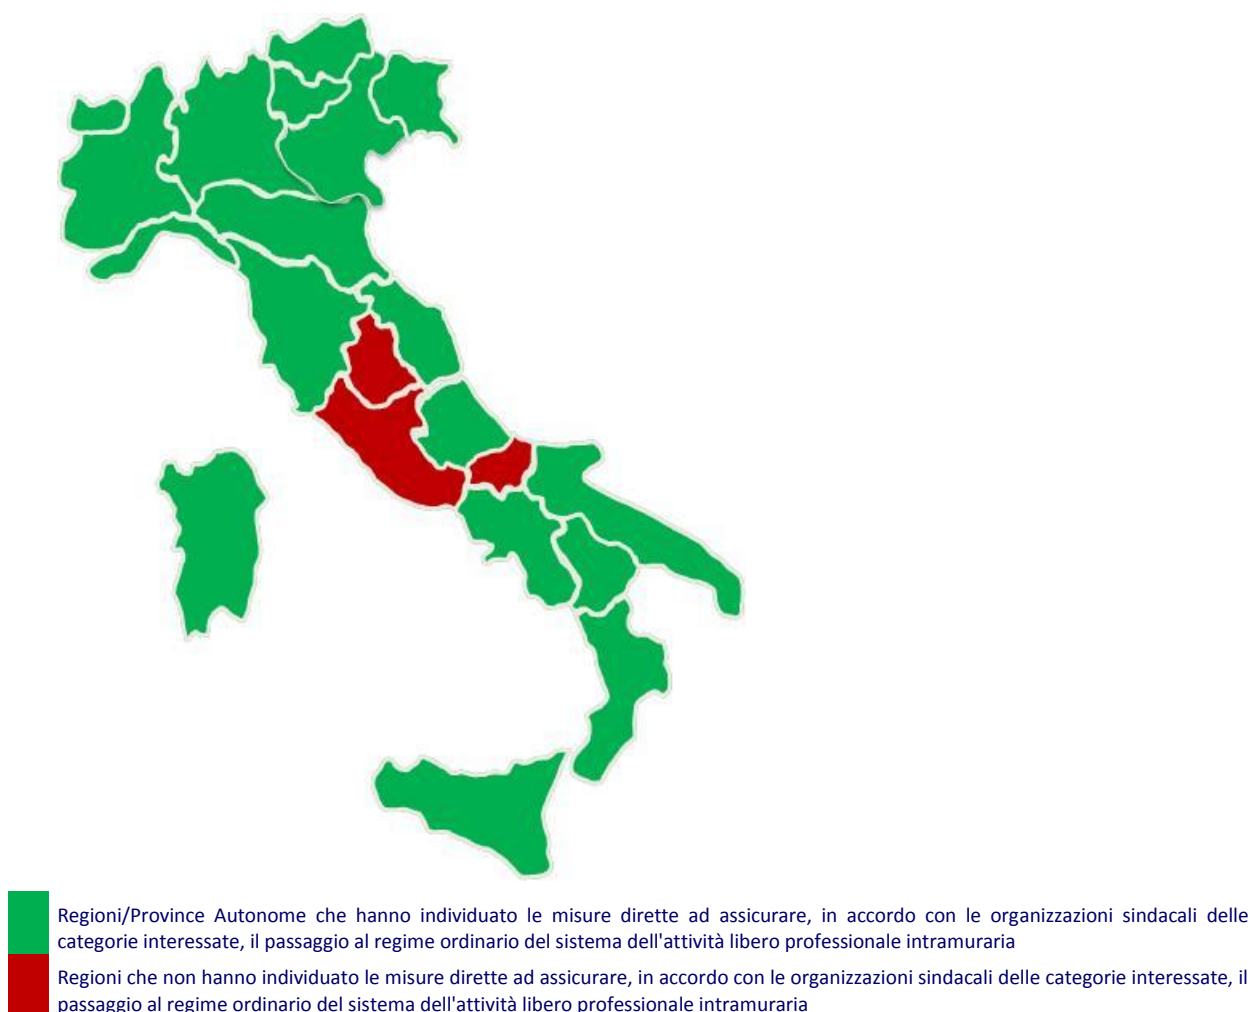 Regioni/Province Autonome che hanno individuato le misure dirette ad assicurare, in accordo con le organizzazioni sindacali delle
categorie interessate, il passaggio al regime ordinario del sistema dell'attività libero professionale intramuraria
Regioni che non hanno individuato le misure dirette ad assicurare, in accordo con le organizzazioni sindacali delle categorie interessate, il
passaggio al regime ordinario del sistema dell'attività libero professionale intramuraria